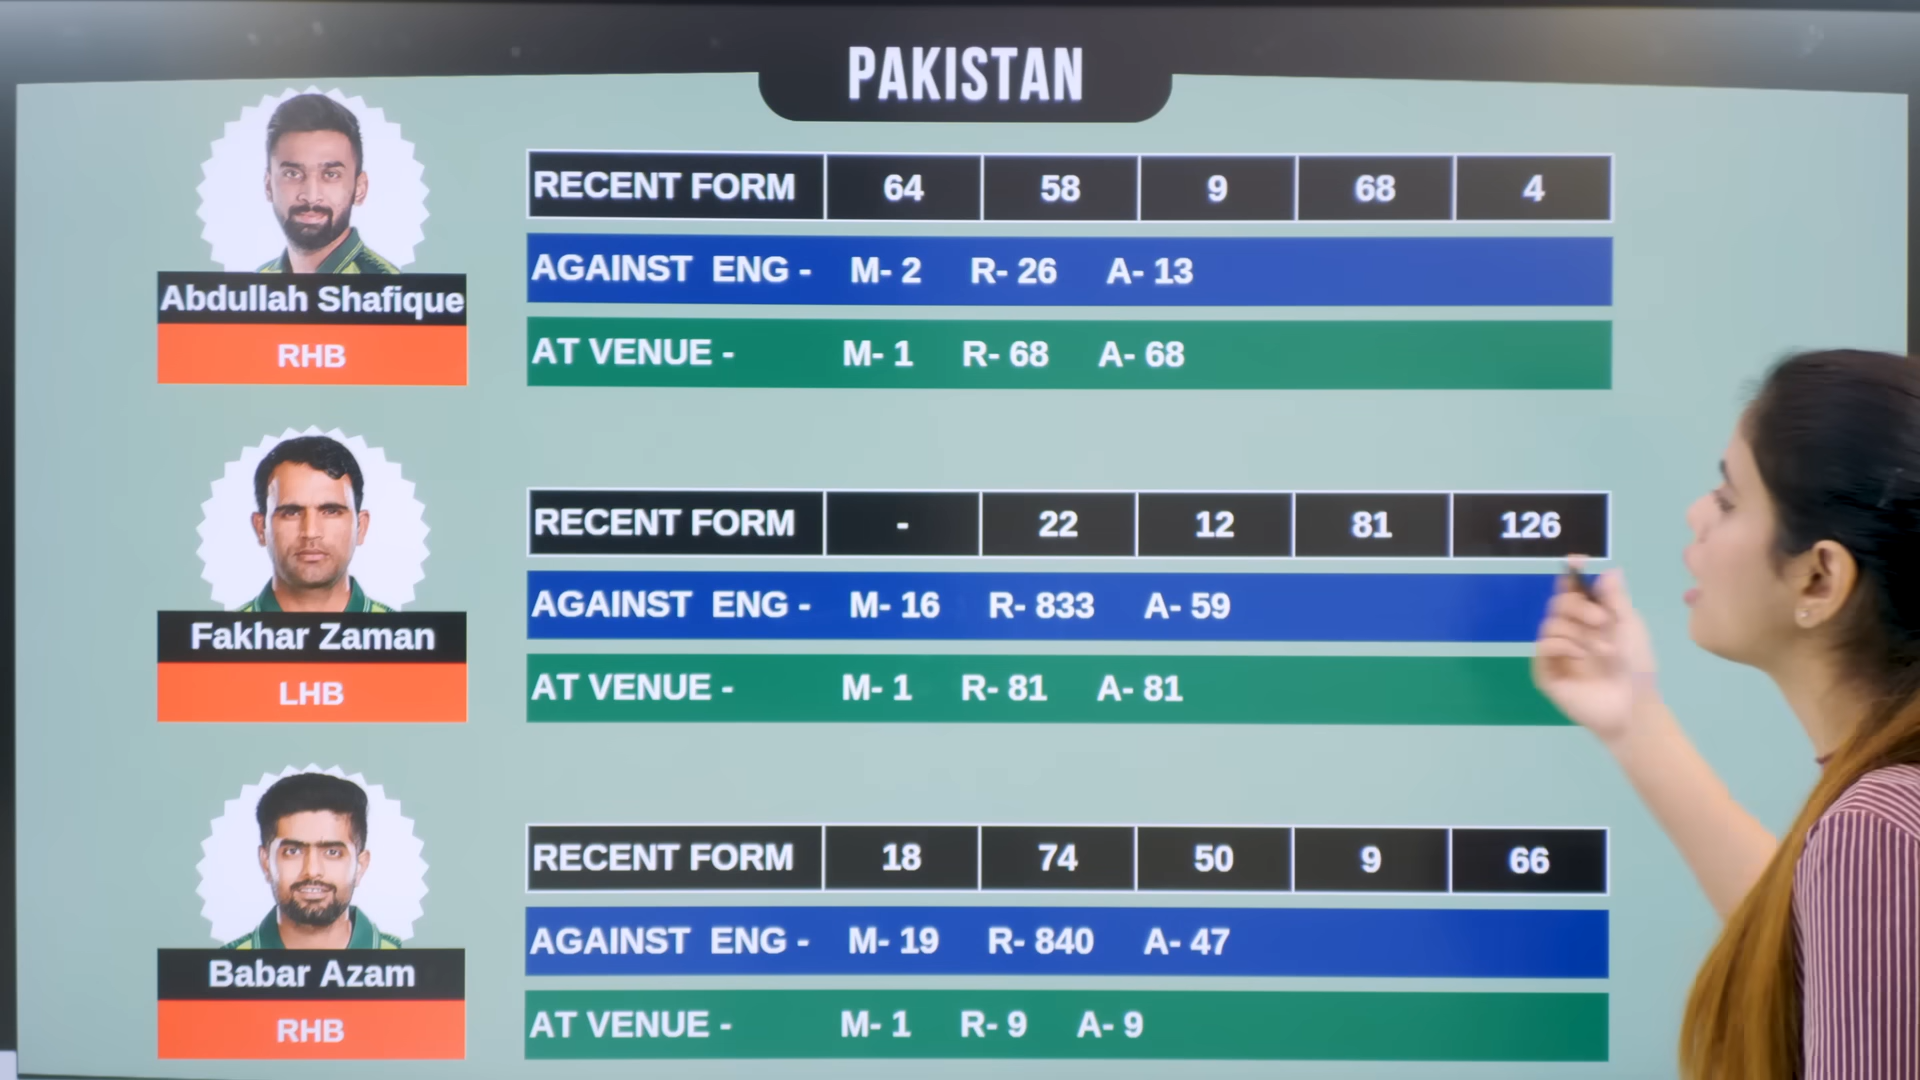 PAKISTAN
RECENT FORM 64 58 9 68 4
AGAINST ENG - M- 2 R- 26 A- 13
AT VENUE - M- 1 R- 68 A- 68
Abdullah Shafique
RHB
RECENT FORM - 22 12 81 126
AGAINST ENG - M- 16 R- 833 A- 59
AT VENUE - M- 1 R- 81 A- 81
Fakhar Zaman
LHB
RECENT FORM 18 74 50 9 66
AGAINST ENG - M- 19 R- 840 A- 47
AT VENUE - M- 1 R- 9 A- 9
Babar Azam
RHB